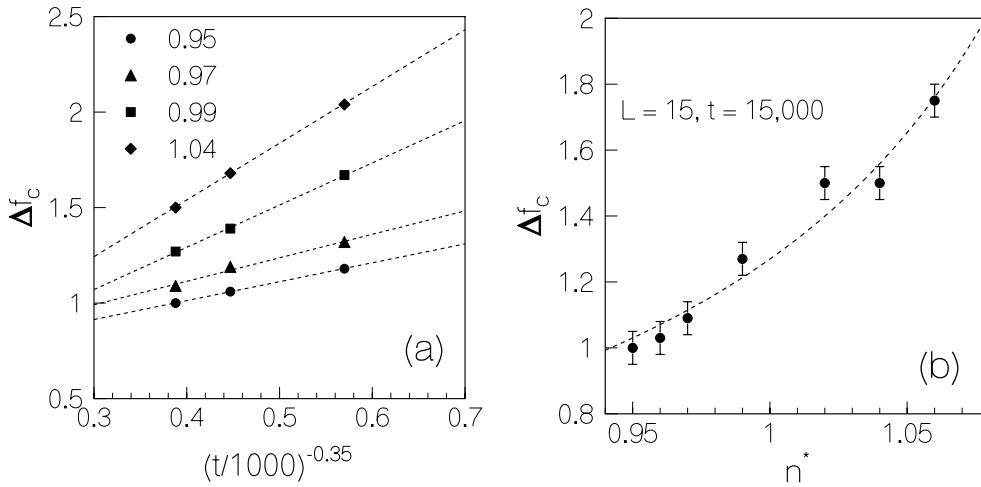 2.5
2
1.5
1
0.5
Δf_c
0.95
0.97
0.99
1.04
(a)
0.3 0.4 0.5 0.6 0.7
(t/1000)^-0.35
2
1.8
1.6
1.4
1.2
1
0.8
Δf_c
L = 15, t = 15,000
(b)
0.95 1 1.05
n*